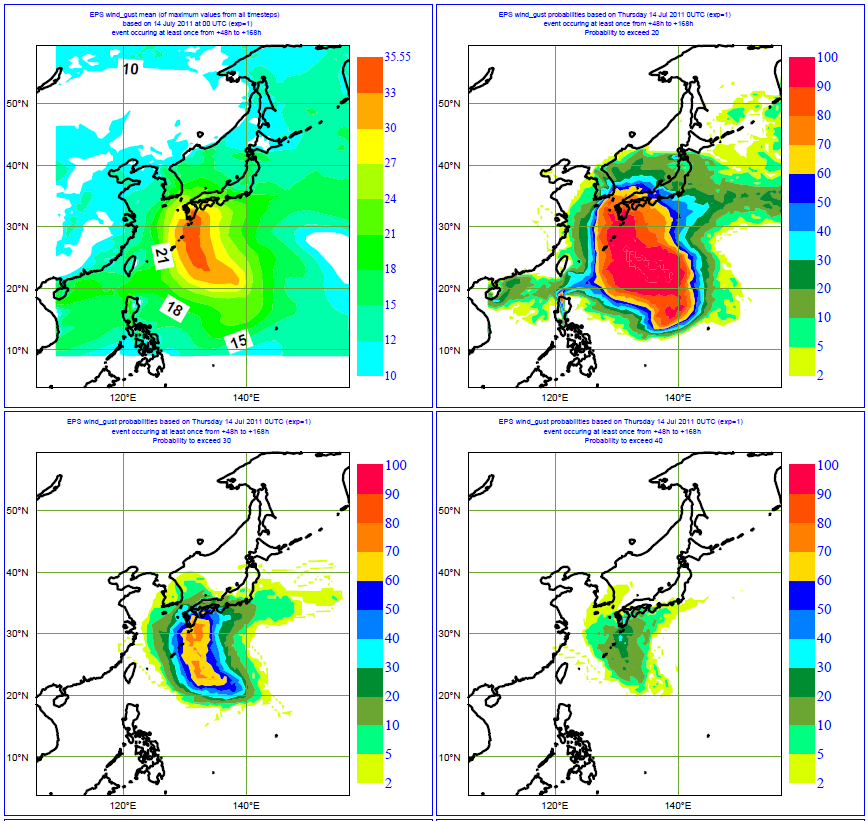 EPS wind_gust mean (of maximum values from all timesteps)
based on 14 July 2011 at 00 UTC (exp=1)
event occuring at least once from +48h to +168h
10
21
18
15
50°N
40°N
30°N
20°N
10°N
120°E
140°E
35.55
33
30
27
24
21
18
15
12
10
EPS wind_gust probabilities based on Thursday 14 Jul 2011 0UTC (exp=1)
event occuring at least once from +48h to +168h
Probability to exceed 20
50°N
40°N
30°N
20°N
10°N
120°E
140°E
100
90
80
70
60
50
40
30
20
10
5
2
EPS wind_gust probabilities based on Thursday 14 Jul 2011 0UTC (exp=1)
event occuring at least once from +48h to +168h
Probability to exceed 30
50°N
40°N
30°N
20°N
10°N
120°E
140°E
100
90
80
70
60
50
40
30
20
10
5
2
EPS wind_gust probabilities based on Thursday 14 Jul 2011 0UTC (exp=1)
event occuring at least once from +48h to +168h
Probability to exceed 40
50°N
40°N
30°N
20°N
10°N
120°E
140°E
100
90
80
70
60
50
40
30
20
10
5
2